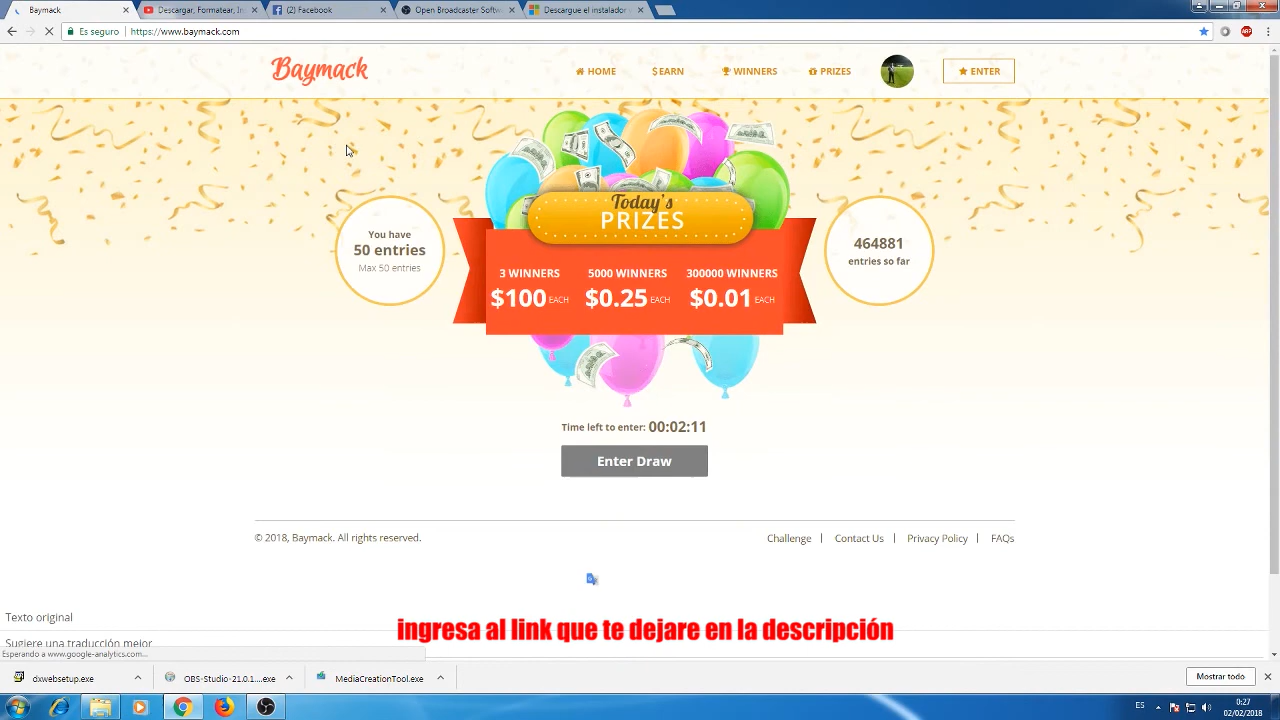 Baymack
Descargar, Formatear, In
(2) Facebook
Open Broadcaster Softw
Descargue el instalador
Es seguro
https://www.baymack.com
ABP
Baymack
HOME
$ EARN
WINNERS
PRIZES
ENTER
Today's
PRIZES
You have
50 entries
Max 50 entries
3 WINNERS
$100 EACH
5000 WINNERS
$0.25 EACH
300000 WINNERS
$0.01 EACH
464881
entries so far
Time left to enter: 00:02:11
Enter Draw
© 2018, Baymack. All rights reserved.
Challenge | Contact Us | Privacy Policy | FAQs
Texto original
ingresa al link que te dejare en la descripción
Sugiere una traducción mejor
Esperando a www.google-analytics.com...
dxwebsetup.exe
OBS-Studio-21.0.1....exe
MediaCreationTool.exe
Mostrar todo
ES
0:27
02/02/2018